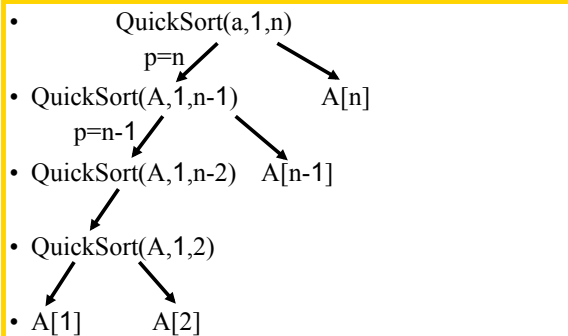 • QuickSort(a,1,n)
p=n
• QuickSort(A,1,n-1) A[n]
p=n-1
• QuickSort(A,1,n-2) A[n-1]
• QuickSort(A,1,2)
• A[1] A[2]